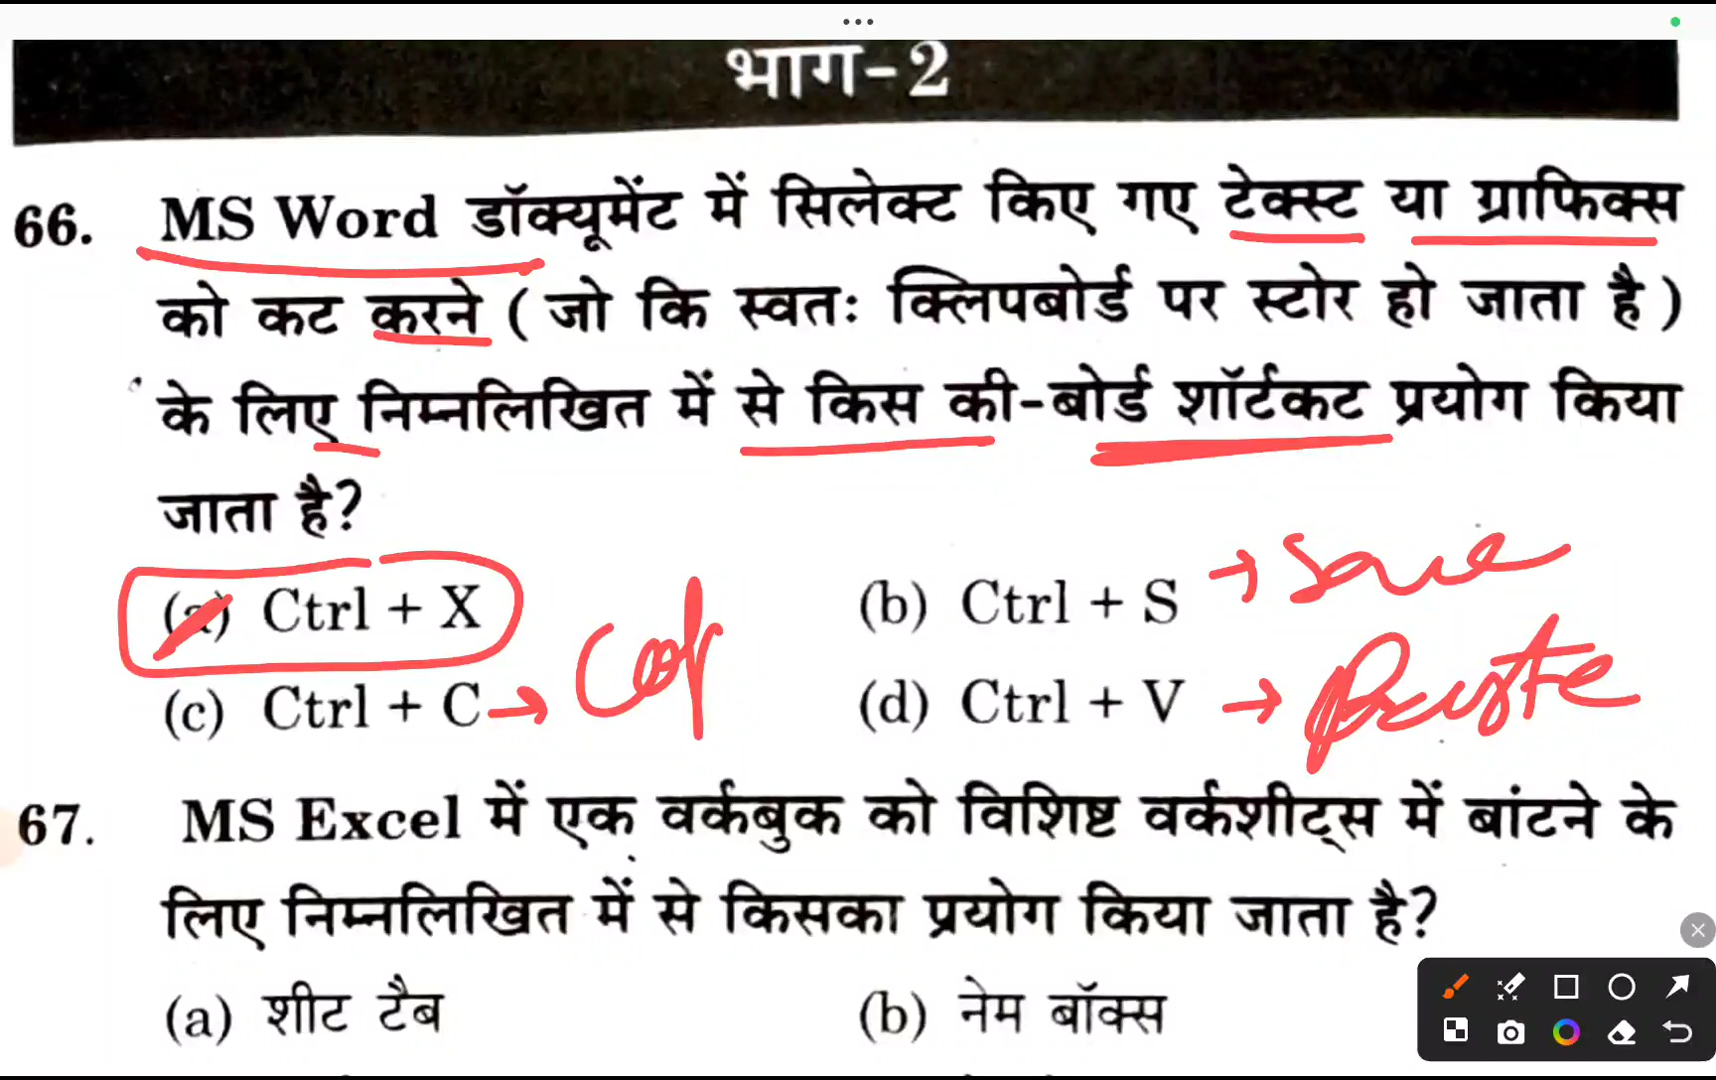 भाग-2
66. MS Word डॉक्यूमेंट में सिलेक्ट किए गए टेक्स्ट या ग्राफिक्स
को कट करने ( जो कि स्वतः क्लिपबोर्ड पर स्टोर हो जाता है )
के लिए निम्नलिखित में से किस की-बोर्ड शॉर्टकट प्रयोग किया
जाता है?
(a) Ctrl + X
(b) Ctrl + S → Save
(c) Ctrl + C →
(d) Ctrl + V → Paste
67. MS Excel में एक वर्कबुक को विशिष्ट वर्कशीट्स में बांटने के
लिए निम्नलिखित में से किसका प्रयोग किया जाता है?
(a) शीट टैब
(b) नेम बॉक्स